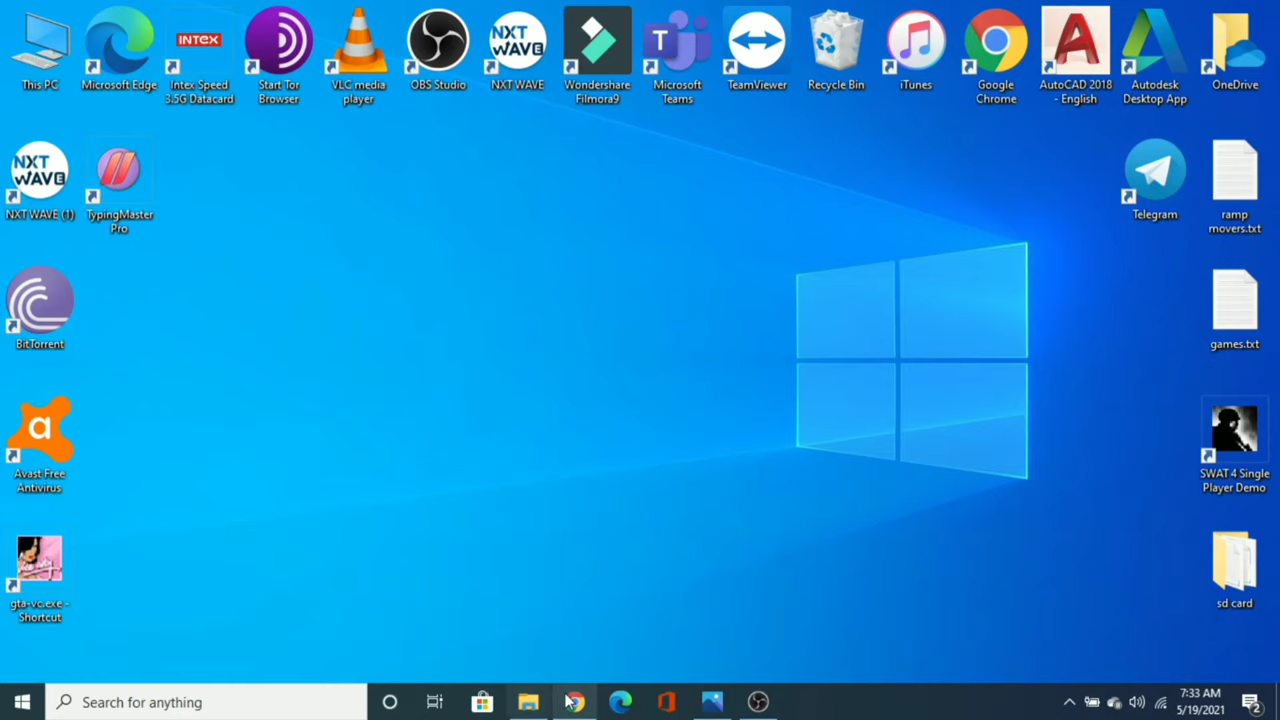 This PC
Microsoft Edge
INTEX
Intex Speed
3.5G Datacard
Start Tor
Browser
VLC media
player
OBS Studio
NXT
WAVE
NXT WAVE
Wondershare
Filmora9
T
Microsoft
Teams
TeamViewer
Recycle Bin
iTunes
Google
Chrome
A
AutoCAD 2018
- English
Autodesk
Desktop App
OneDrive
NXT
WAVE
NXT WAVE (1)
TypingMaster
Pro
Telegram
ramp
movers.txt
BitTorrent
games.txt
a
Avast Free
Antivirus
SWAT 4 Single
Player Demo
gta-vc.exe -
Shortcut
sd card
Search for anything
7:33 AM
5/19/2021
2